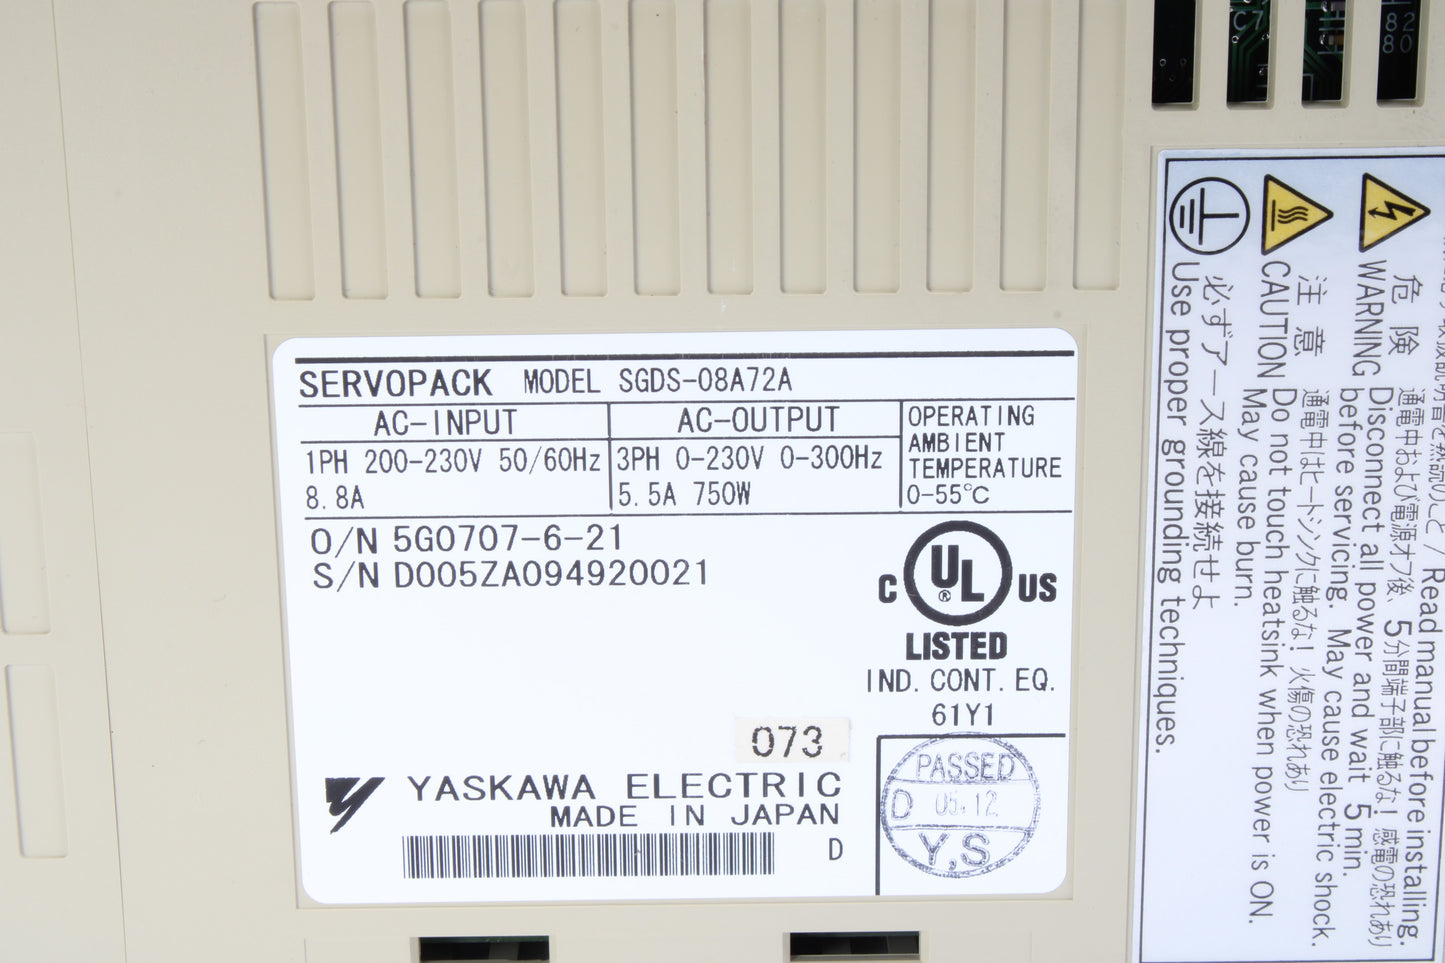 SERVOPACK MODEL SGDS-08A72A
AC-INPUT
1PH 200-230V 50/60Hz
8.8A
AC-OUTPUT
3PH 0-230V 0-300Hz
5.5A 750W
OPERATING
AMBIENT
TEMPERATURE
0-55℃
O/N 5G0707-6-21
S/N D005ZA094920021
C UL® US
LISTED
IND. CONT. EQ.
61Y1
073
YASKAWA ELECTRIC
MADE IN JAPAN
D
PASSED
D 05.12
Y,S
C7
82
80
/ Read manual before installing.
危 険
WARNING
通電中および電源オフ後、5分間端子部に触るな! 感電の恐れあり
Disconnect all power and wait 5 min.
before servicing. May cause electric shock.
注 意
CAUTION
通電中はヒートシンクに触るな! 火傷の恐れあり
Do not touch heatsink when power is ON.
May cause burn.
必ずアース線を接続せよ
Use proper grounding techniques.